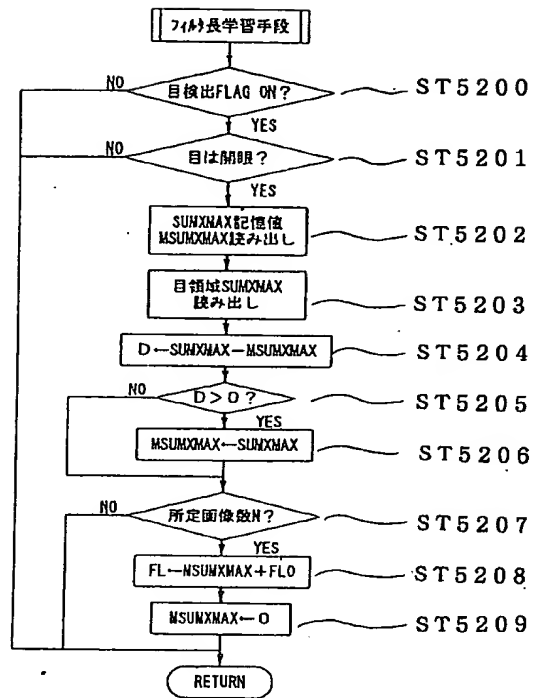 フィルタ長学習手段
NO
目検出FLAG ON?
ST5200
YES
NO
目は開眼?
ST5201
YES
SUMXMAX記憶値
MSUMXMAX読み出し
ST5202
目領域SUMXMAX
読み出し
ST5203
D←SUMXMAX−MSUMXMAX
ST5204
NO
D>0?
ST5205
YES
MSUMXMAX←SUMXMAX
ST5206
NO
所定画像数N?
ST5207
YES
FL←MSUMXMAX+FL0
ST5208
MSUMXMAX←0
ST5209
RETURN